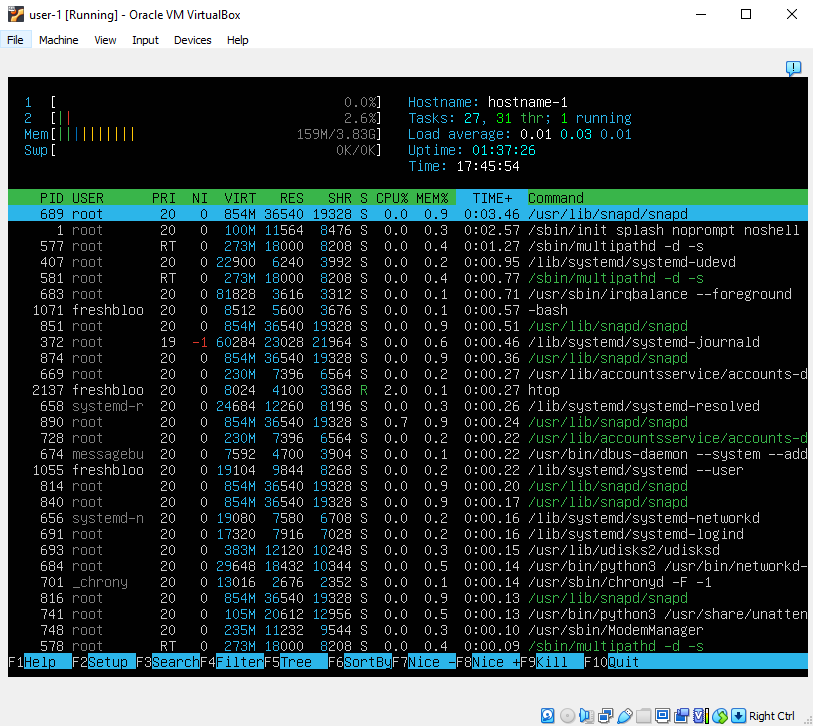 user-1 [Running] - Oracle VM VirtualBox
File Machine View Input Devices Help
1 [ 0.0%] Hostname: hostname-1
2 [|| 2.6%] Tasks: 27, 31 thr; 1 running
Mem[|||||||||| 159M/3.83G] Load average: 0.01 0.03 0.01
Swp[ 0K/0K] Uptime: 01:37:26
Time: 17:45:54
PID USER PRI NI VIRT RES SHR S CPU% MEM% TIME+ Command
689 root 20 0 854M 36540 19328 S 0.0 0.9 0:03.46 /usr/lib/snapd/snapd
1 root 20 0 100M 11564 8476 S 0.0 0.3 0:02.57 /sbin/init splash noprompt noshell
577 root RT 0 273M 18000 8208 S 0.0 0.4 0:01.27 /sbin/multipathd -d -s
407 root 20 0 22900 6240 3992 S 0.0 0.2 0:00.95 /lib/systemd/systemd-udevd
581 root RT 0 273M 18000 8208 S 0.0 0.4 0:00.77 /sbin/multipathd -d -s
683 root 20 0 81828 3616 3312 S 0.0 0.1 0:00.71 /usr/sbin/irqbalance --foreground
1071 freshbloo 20 0 8512 5600 3676 S 0.0 0.1 0:00.57 -bash
851 root 20 0 854M 36540 19328 S 0.0 0.9 0:00.51 /usr/lib/snapd/snapd
372 root 19 -1 60284 23028 21964 S 0.0 0.6 0:00.46 /lib/systemd/systemd-journald
874 root 20 0 854M 36540 19328 S 0.0 0.9 0:00.36 /usr/lib/snapd/snapd
669 root 20 0 230M 7396 6564 S 0.0 0.2 0:00.27 /usr/lib/accountsservice/accounts-d
2137 freshbloo 20 0 8024 4100 3368 R 2.0 0.1 0:00.27 htop
658 systemd-r 20 0 24684 12260 8196 S 0.0 0.3 0:00.26 /lib/systemd/systemd-resolved
890 root 20 0 854M 36540 19328 S 0.7 0.9 0:00.24 /usr/lib/snapd/snapd
728 root 20 0 230M 7396 6564 S 0.0 0.2 0:00.22 /usr/lib/accountsservice/accounts-d
674 messagebu 20 0 7592 4700 3904 S 0.0 0.1 0:00.22 /usr/bin/dbus-daemon --system --add
1055 freshbloo 20 0 19104 9844 8268 S 0.0 0.2 0:00.22 /lib/systemd/systemd --user
814 root 20 0 854M 36540 19328 S 0.0 0.9 0:00.20 /usr/lib/snapd/snapd
840 root 20 0 854M 36540 19328 S 0.0 0.9 0:00.17 /usr/lib/snapd/snapd
656 systemd-n 20 0 19080 7580 6708 S 0.0 0.2 0:00.16 /lib/systemd/systemd-networkd
691 root 20 0 17320 7916 7028 S 0.0 0.2 0:00.16 /lib/systemd/systemd-logind
693 root 20 0 383M 12120 10248 S 0.0 0.3 0:00.15 /usr/lib/udisks2/udisksd
684 root 20 0 29648 18432 10344 S 0.0 0.5 0:00.14 /usr/bin/python3 /usr/bin/networkd-
701 _chrony 20 0 13016 2676 2352 S 0.0 0.1 0:00.14 /usr/sbin/chronyd -F -1
816 root 20 0 854M 36540 19328 S 0.0 0.9 0:00.13 /usr/lib/snapd/snapd
741 root 20 0 105M 20612 12956 S 0.0 0.5 0:00.13 /usr/bin/python3 /usr/share/unatten
748 root 20 0 235M 11232 9544 S 0.0 0.3 0:00.10 /usr/sbin/ModemManager
578 root RT 0 273M 18000 8208 S 0.0 0.4 0:00.09 /sbin/multipathd -d -s
F1Help F2Setup F3SearchF4FilterF5Tree F6SortByF7Nice -F8Nice +F9Kill F10Quit
Right Ctrl